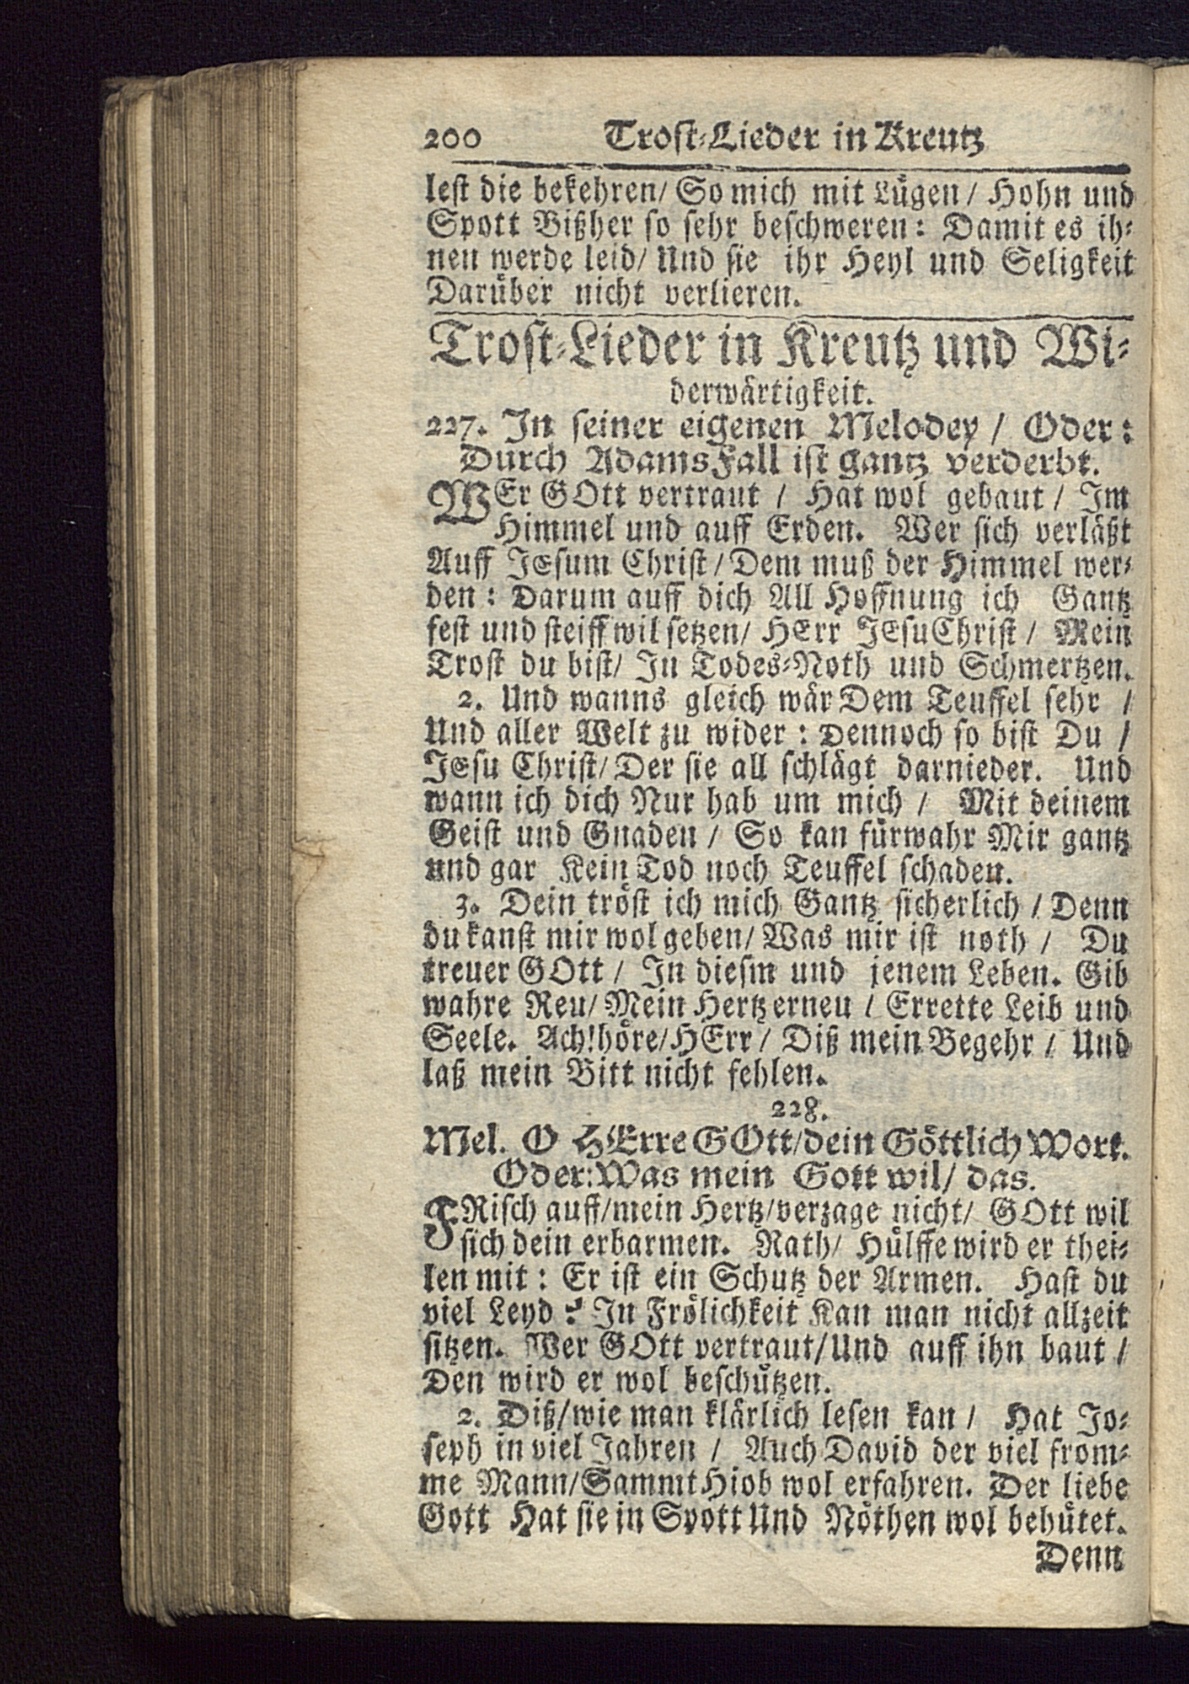 200 Trost-Lieder in Kreutz
lest die bekehren/ So mich mit Lügen/ Hohn und
Spott Bißher so sehr beschweren: Damit es ih-
nen werde leid/ Und sie ihr Heyl und Seligkeit
Darüber nicht verlieren.
Trost-Lieder in Kreutz und Wi-
derwärtigkeit.
227. In seiner eigenen Melodey / Oder:
Durch Adams Fall ist gantz verderbt.
WEr GOtt vertraut / Hat wol gebaut / Im
Himmel und auff Erden. Wer sich verläßt
Auff JEsum Christ / Dem muß der Himmel wer-
den: Darum auff dich All Hoffnung ich Gantz
fest und steiff wil setzen/ HErr JEsu Christ / Mein
Trost du bist/ In Todes-Noth und Schmertzen.
2. Und wanns gleich wär Dem Teuffel sehr /
Und aller Welt zu wider: Dennoch so bist Du /
JEsu Christ/ Der sie all schlägt darnieder. Und
wann ich dich Nur hab um mich / Mit deinem
Geist und Gnaden / So kan fürwahr Mir gantz
und gar Kein Tod noch Teuffel schaden.
3. Dein tröst ich mich Gantz sicherlich / Denn
du kanst mir wol geben/ Was mir ist noth / Du
treuer GOtt / In diesm und jenem Leben. Gib
wahre Reu/ Mein Hertz erneu / Errette Leib und
Seele. Ach! höre/ HErr / Diß mein Begehr / Und
laß mein Bitt nicht fehlen.
228.
Mel. O HErre GOtt/ dein Göttlich Wort.
Oder: Was mein Gott wil/ das.
FRisch auff/mein Hertz/verzage nicht/ GOtt wil
sich dein erbarmen. Rath/ Hülffe wird er thei-
len mit: Er ist ein Schutz der Armen. Hast du
viel Leyd? In Frölichkeit Kan man nicht allzeit
sitzen. Wer GOtt vertraut/Und auff ihn baut /
Den wird er wol beschützen.
2. Diß/wie man klärlich lesen kan / Hat Jo-
seph in viel Jahren / Auch David der viel from-
me Mann/Sammt Hiob wol erfahren. Der liebe
Gott Hat sie in Spott Und Nöthen wol behütet.
Denn